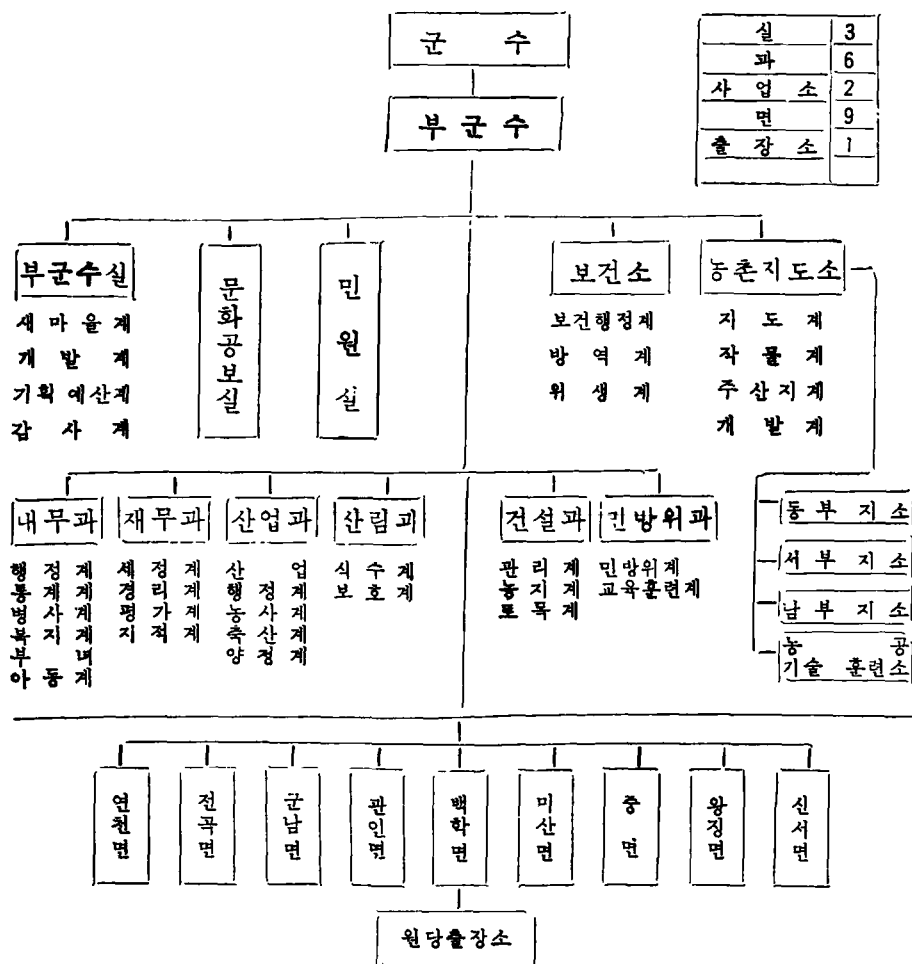 군 수
부군수
실 3
과 6
사 업 소 2
면 9
출 장 소 1
부군수실
새 마 을 계
개 발 계
기획 예산계
감 사 계
문화공보실
민원실
보건소
보건행정계
방 역 계
위 생 계
농촌지도소
지 도 계
작 물 계
주 산 지 계
개 발 계
내무과
행 정 계
통 계 계
병 사 계
복 지 계
부 녀
아 동 계
재무과
세 정 계
경 리 계
평 가 계
지 적 계
산업과
산 업
행 정 계
농 사 계
축 산 계
양 정 계
산림과
식 수 계
보 호 계
건설과
관 리 계
농 지 계
토 목 계
민방위과
민방위계
교육훈련계
동 부 지 소
서 부 지 소
남 부 지 소
농 공
기술 훈련소
연천면
전곡면
군남면
관인면
백학면
미산면
중 면
왕징면
신서면
원당출장소